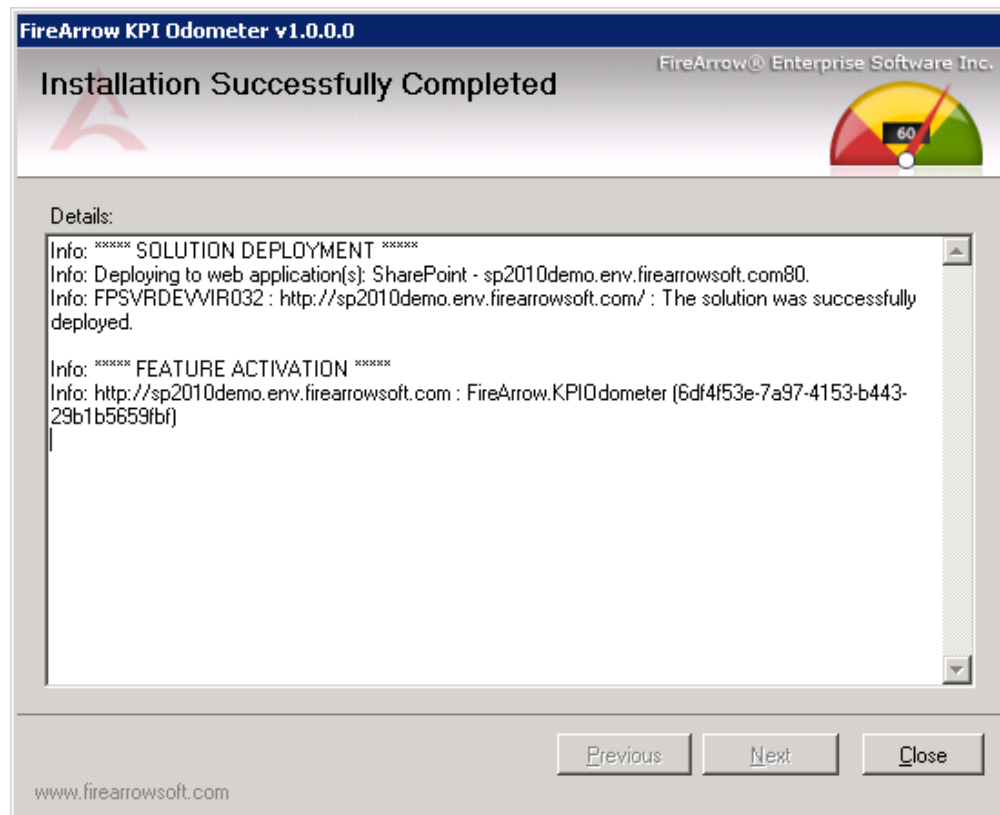 FireArrow KPI Odometer v1.0.0.0
FireArrow® Enterprise Software Inc.
Installation Successfully Completed
60
Details:
Info: ***** SOLUTION DEPLOYMENT *****
Info: Deploying to web application(s): SharePoint - sp2010demo.env.firearrowsoft.com80.
Info: FPSVRDEVVIR032 : http://sp2010demo.env.firearrowsoft.com/ : The solution was successfully
deployed.
Info: ***** FEATURE ACTIVATION *****
Info: http://sp2010demo.env.firearrowsoft.com : FireArrow.KPIOdometer (6df4f53e-7a97-4153-b443-
29b1b5659fbf)
Previous Next Close
www.firearrowsoft.com